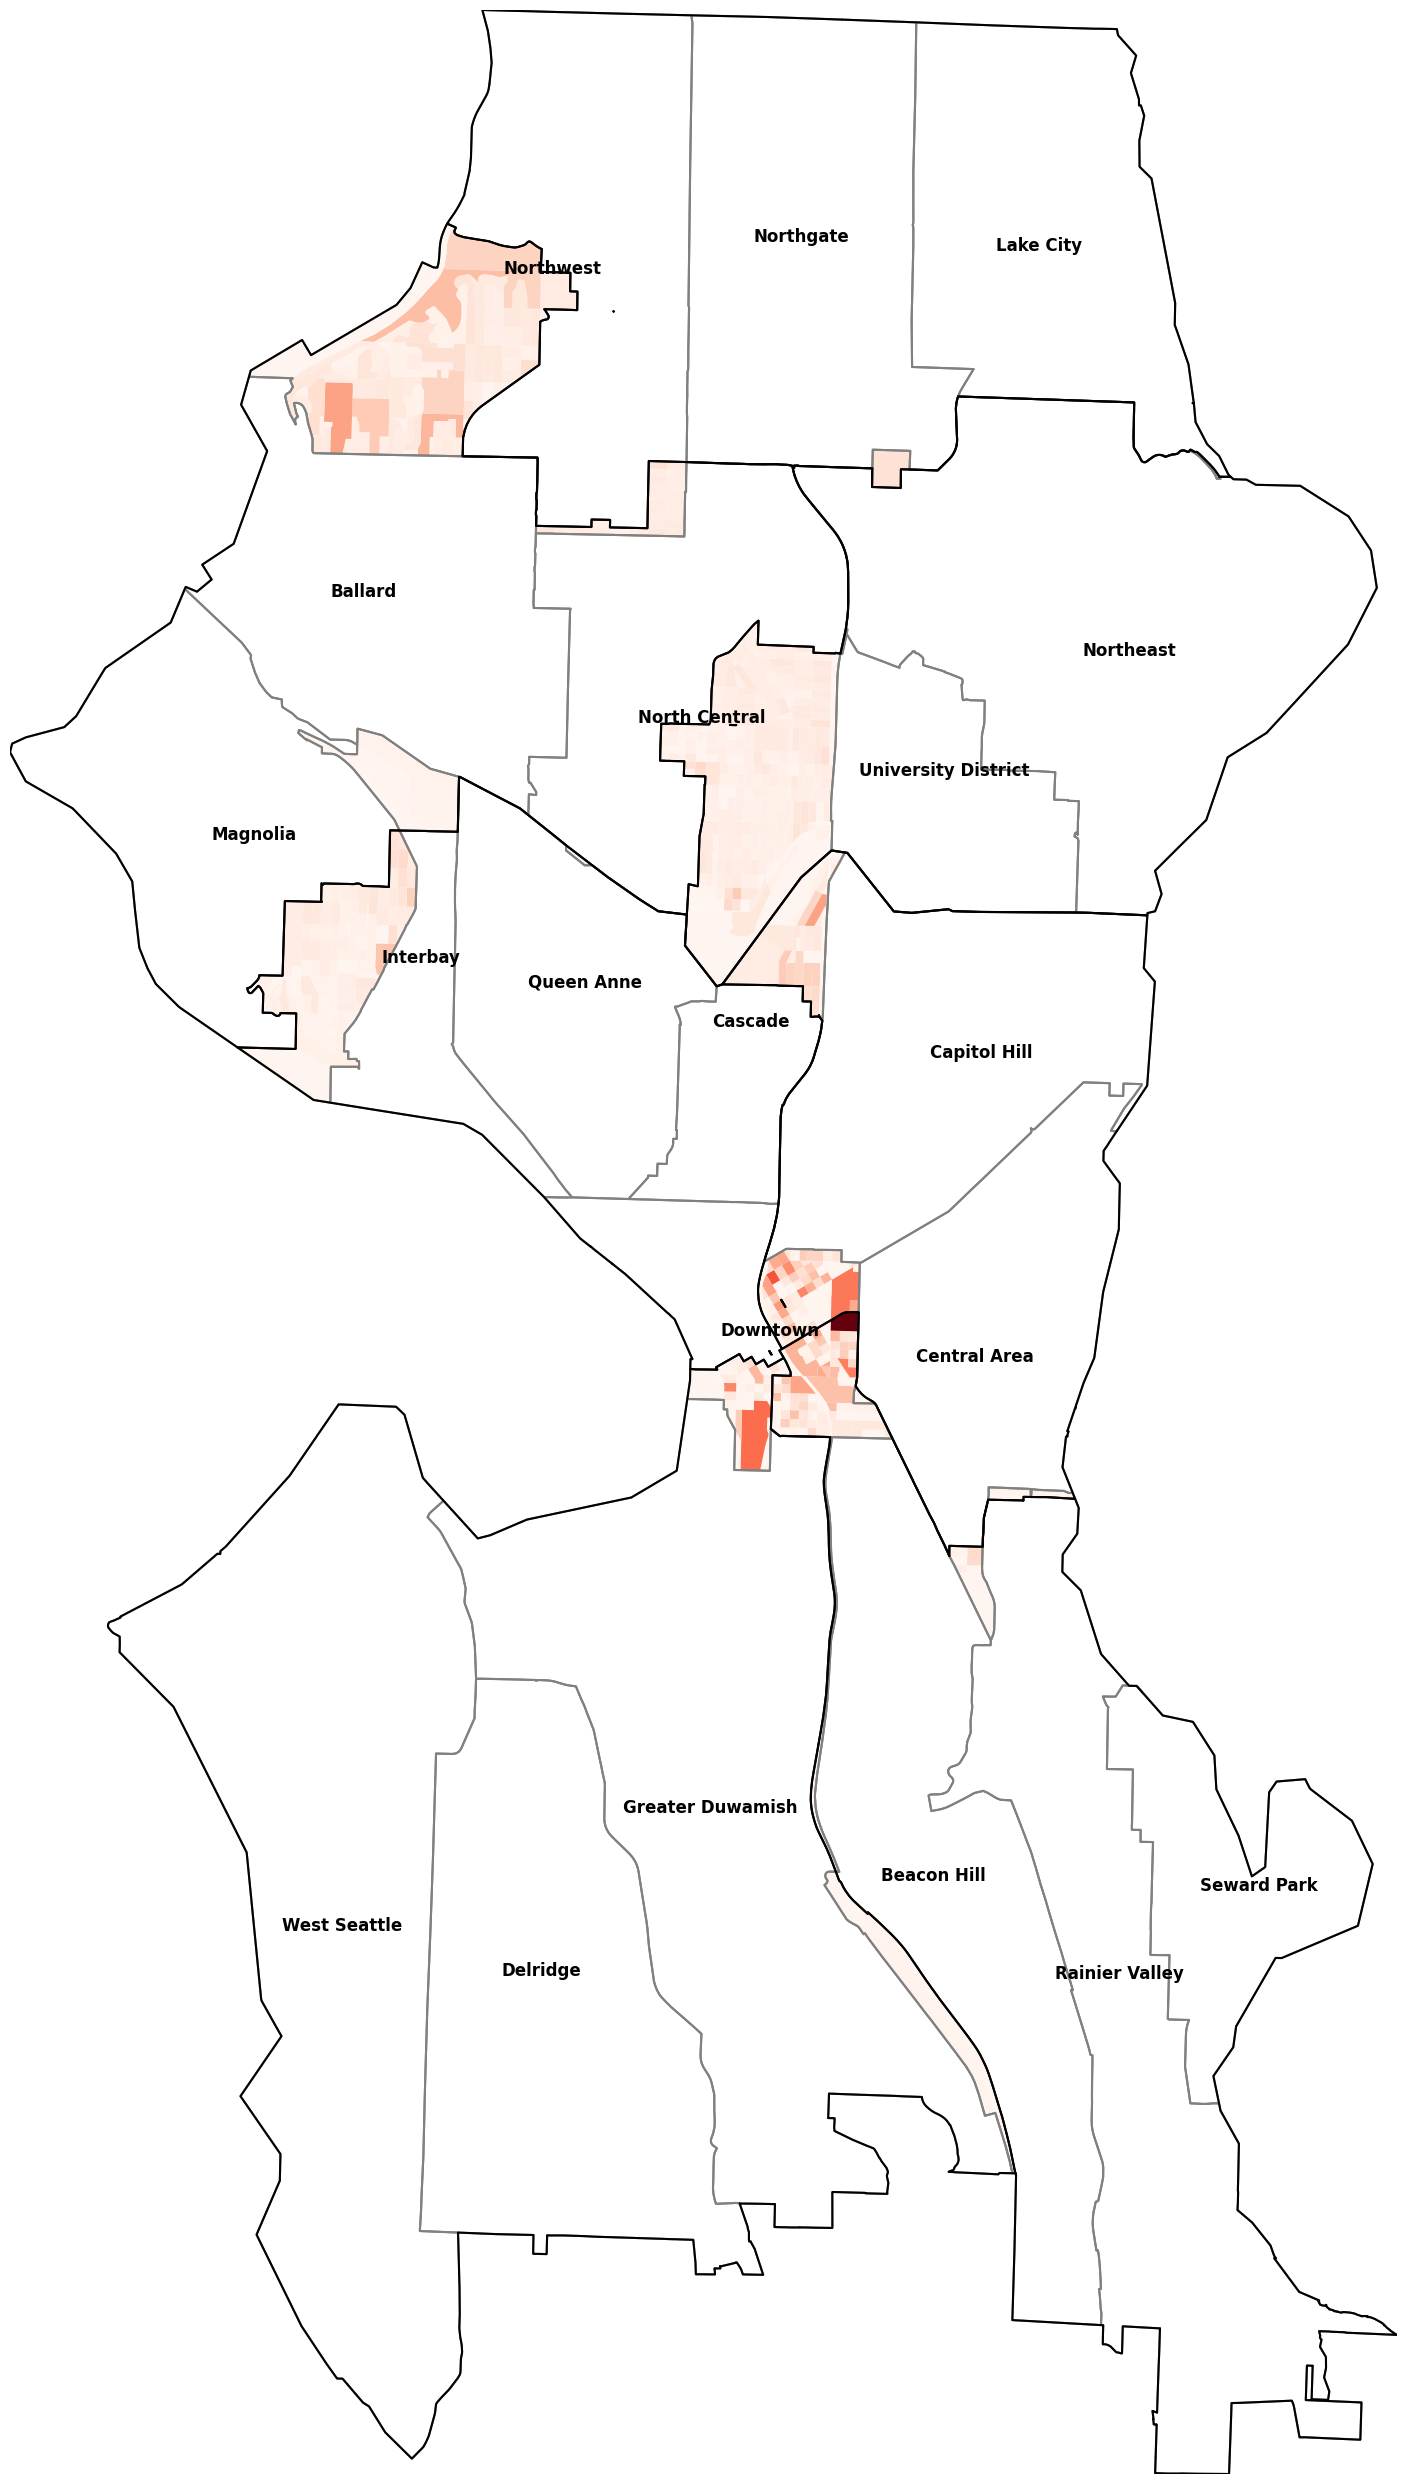 Northgate
Lake City
Northwest
Ballard
Northeast
North Central
University District
Magnolia
Interbay
Queen Anne
Cascade
Capitol Hill
Downtown
Central Area
Greater Duwamish
Beacon Hill
Seward Park
West Seattle
Delridge
Rainier Valley